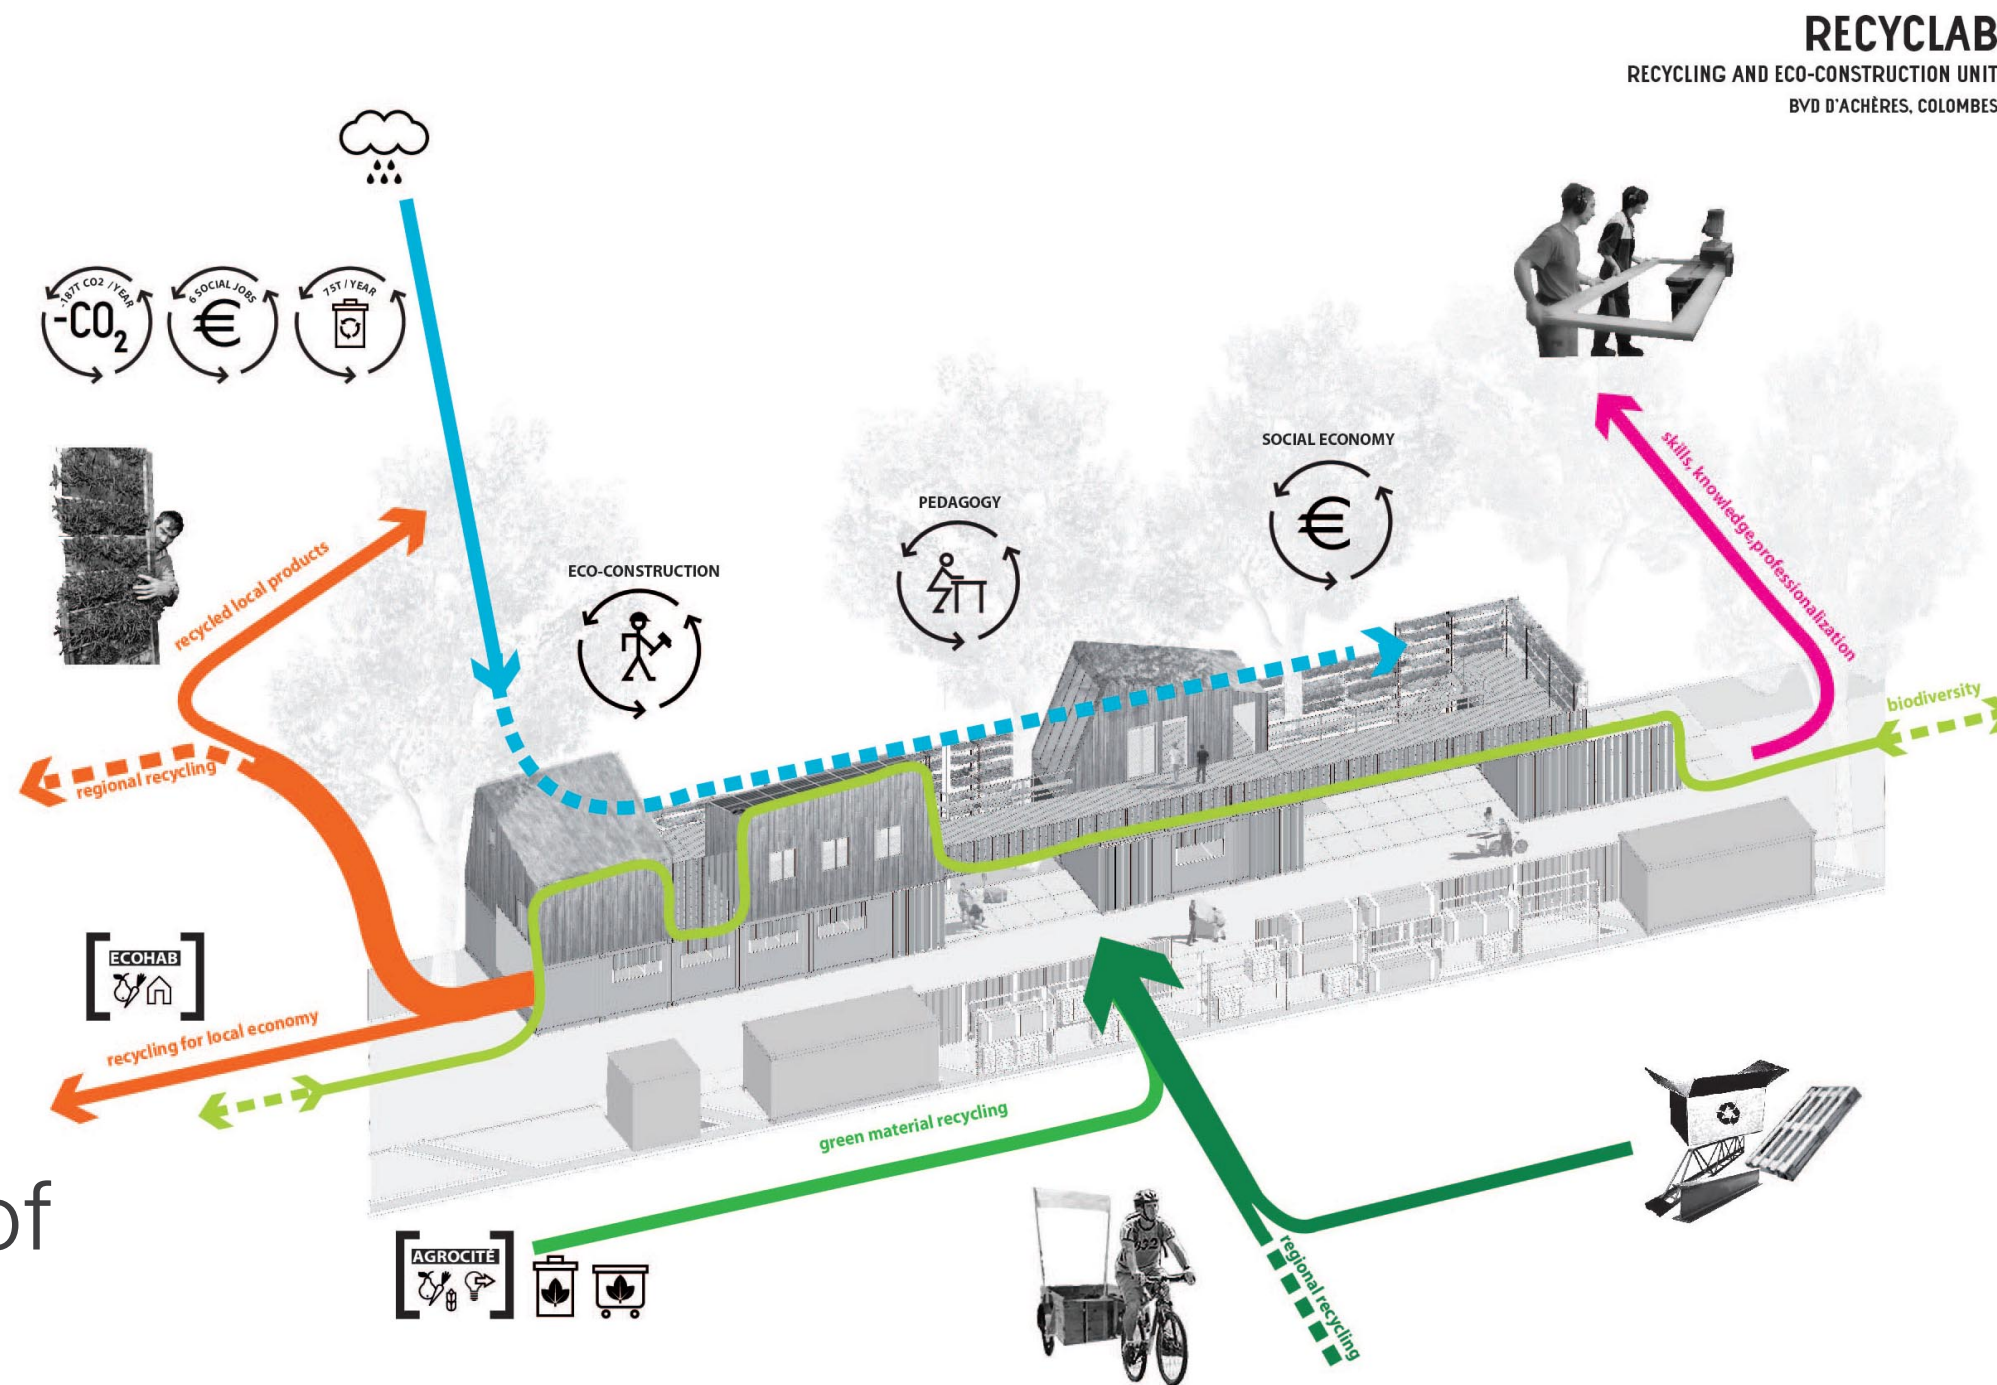 RECYCLAB
RECYCLING AND ECO-CONSTRUCTION UNIT
BVD D'ACHÈRES, COLOMBES
-187T CO2 /YEAR
-CO2
6 SOCIAL JOBS
€
75T / YEAR
SOCIAL ECONOMY
€
PEDAGOGY
ECO-CONSTRUCTION
recycled local products
skills, knowledge,professionalization
biodiversity
regional recycling
ECOHAB
recycling for local economy
green material recycling
of
AGROCITÉ
regional recycling